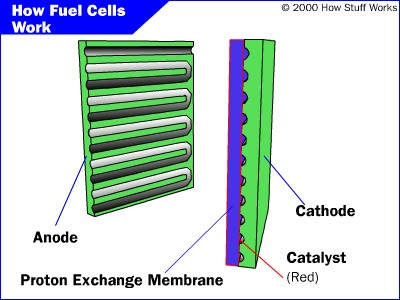 How Fuel Cells
Work
© 2000 How Stuff Works
Anode
Cathode
Proton Exchange Membrane
Catalyst
(Red)